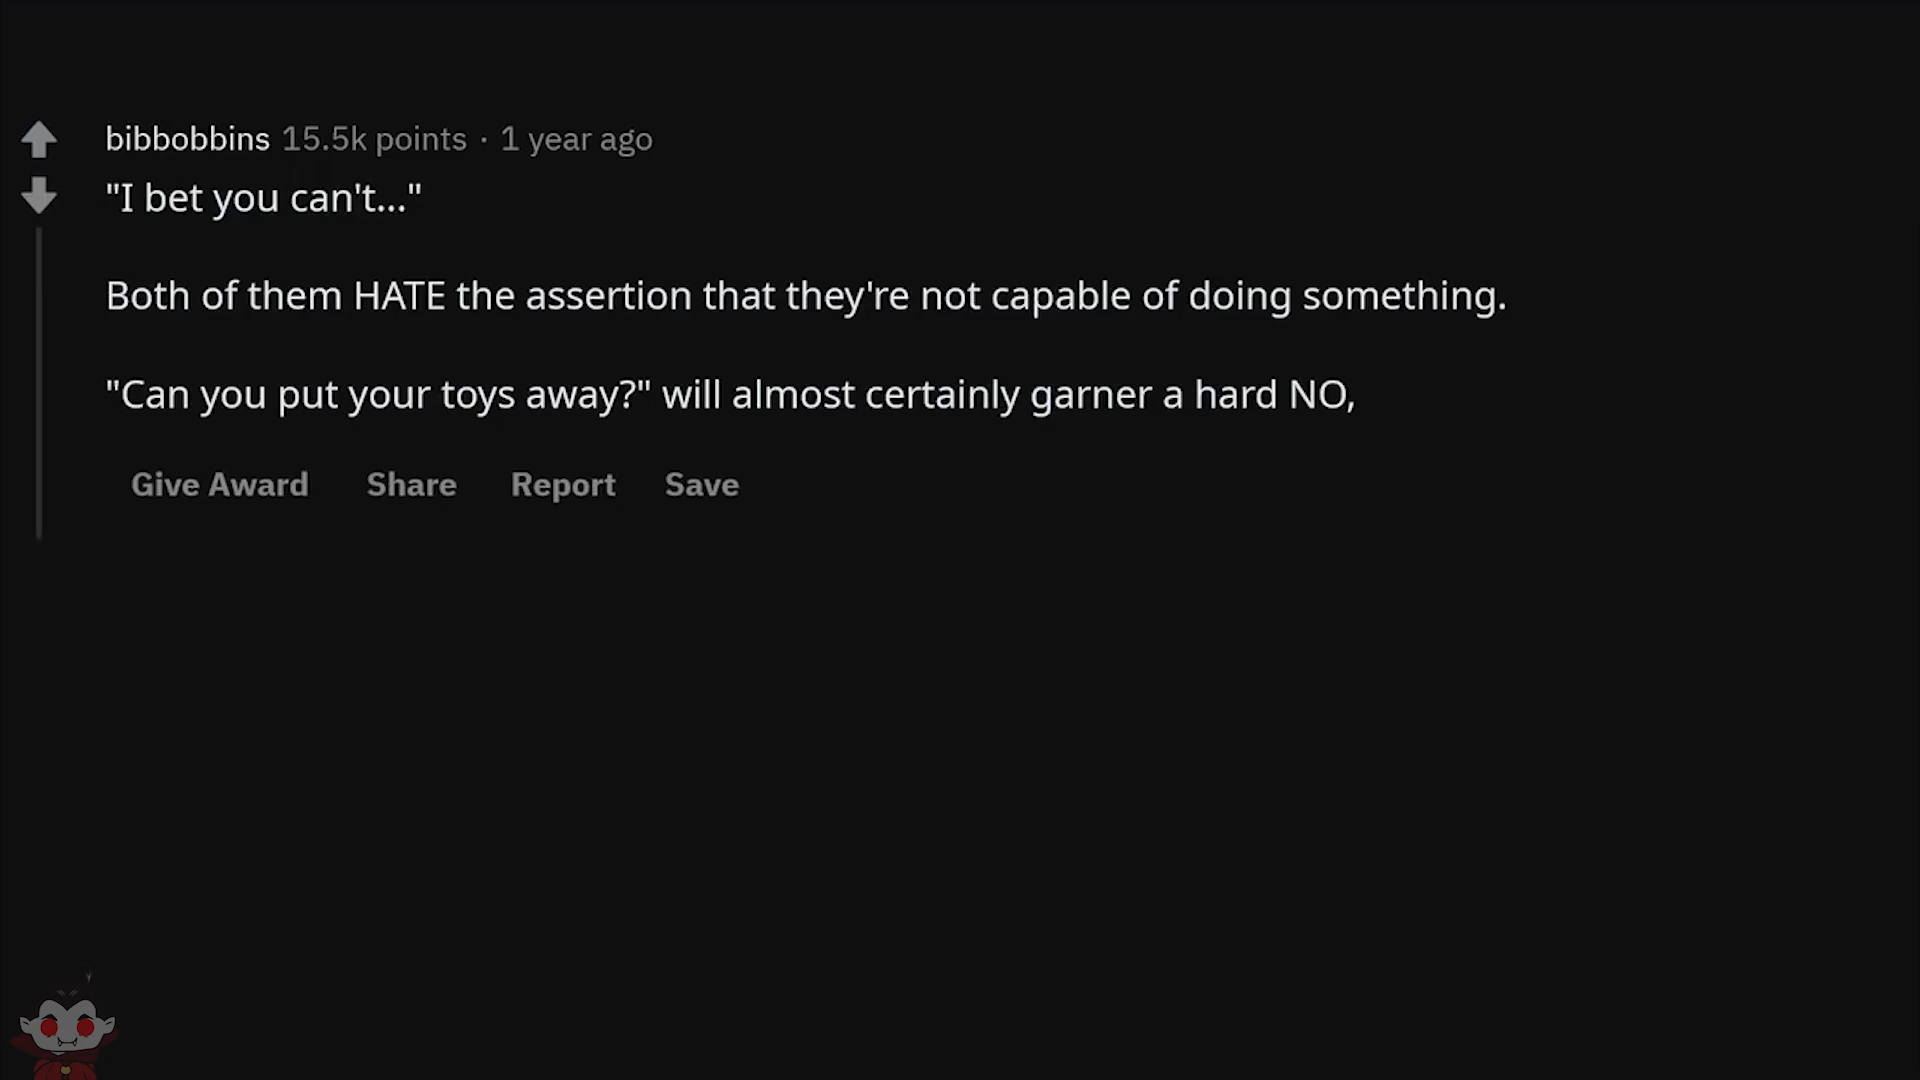 bibbobbins 15.5k points · 1 year ago
"I bet you can't..."
Both of them HATE the assertion that they're not capable of doing something.
"Can you put your toys away?" will almost certainly garner a hard NO,
Give Award Share Report Save